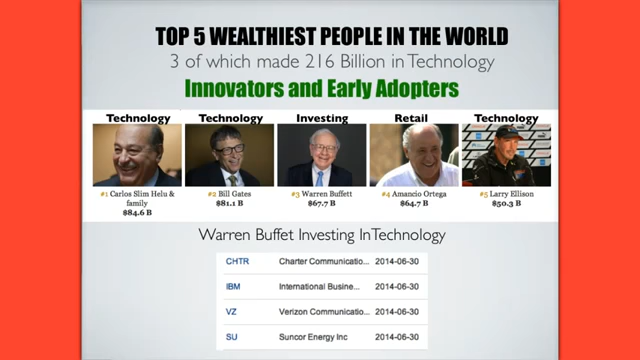 TOP 5 WEALTHIEST PEOPLE IN THE WORLD
3 of which made 216 Billion in Technology
Innovators and Early Adopters
Technology Technology Investing Retail Technology
#1 Carlos Slim Helu & family
$84.6 B
#2 Bill Gates
$81.1 B
#3 Warren Buffett
$67.7 B
#4 Amancio Ortega
$64.7 B
#5 Larry Ellison
$50.3 B
Warren Buffet Investing InTechnology
CHTR Charter Communicatio... 2014-06-30
IBM International Busine... 2014-06-30
VZ Verizon Communicatio... 2014-06-30
SU Suncor Energy Inc 2014-06-30